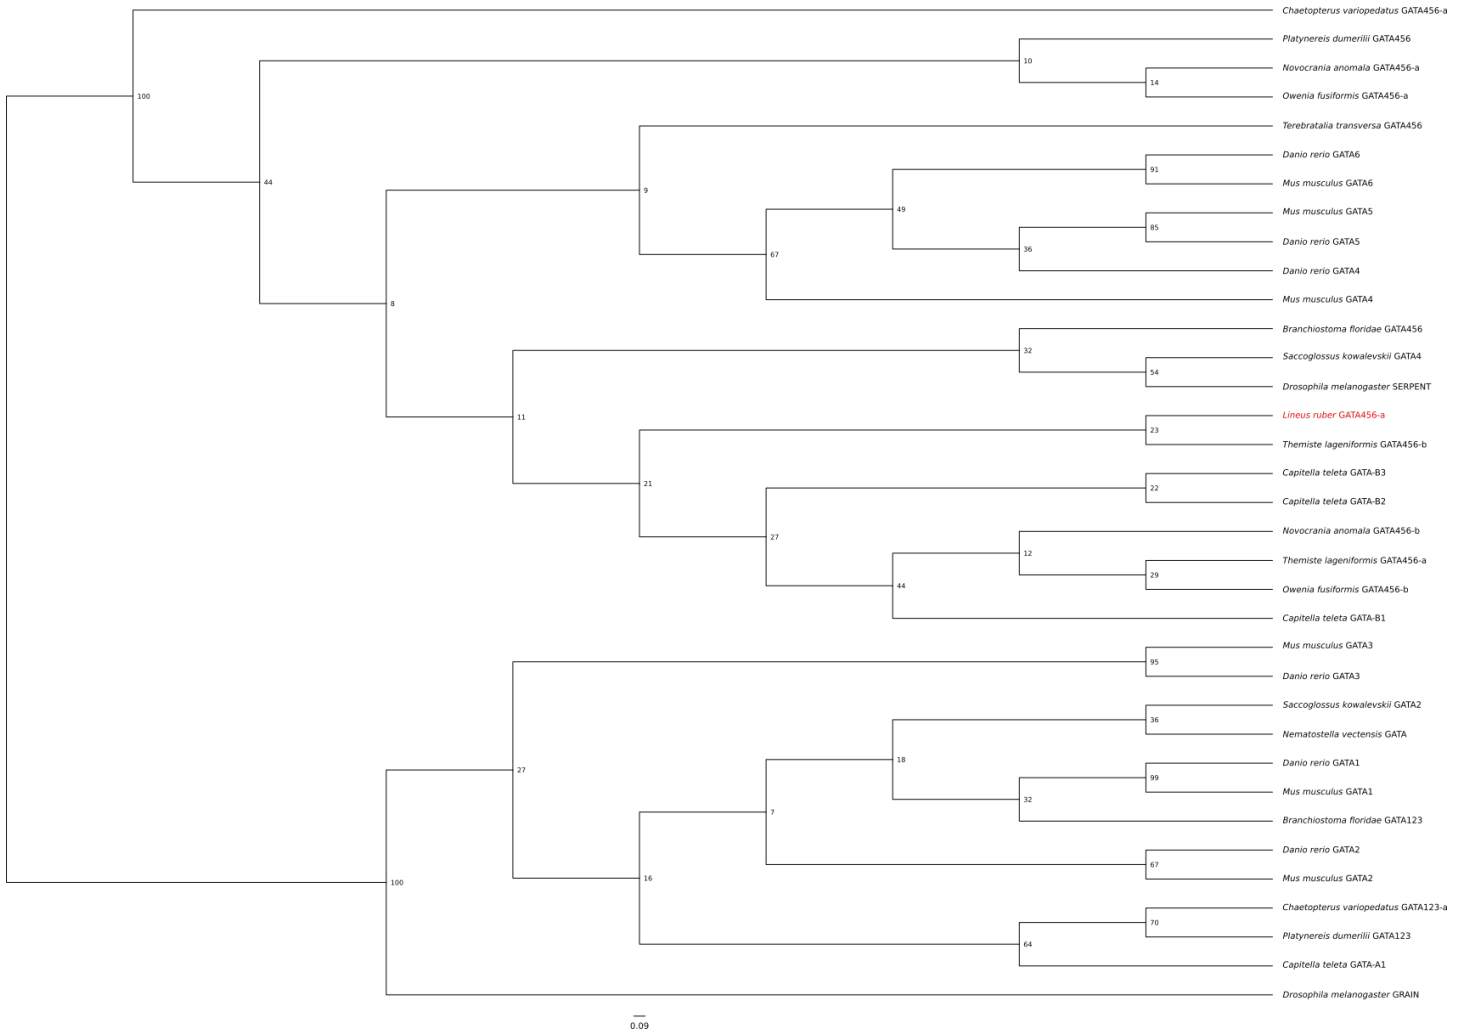 Chaetopterus variopedatus GATA456-a
Platynereis dumerilii GATA456
10
Novocrania anomala GATA456-a
14
100
Owenia fusiformis GATA456-a
Terebratalia transversa GATA456
Danio rerio GATA6
91
44
Mus musculus GATA6
9
49
Mus musculus GATA5
85
Danio rerio GATA5
36
67
Danio rerio GATA4
8
Mus musculus GATA4
Branchiostoma floridae GATA456
32
Saccoglossus kowalevskii GATA4
54
Drosophila melanogaster SERPENT
11
Lineus ruber GATA456-a
23
Themiste lageniformis GATA456-b
21
Capitella teleta GATA-B3
22
Capitella teleta GATA-B2
27
Novocrania anomala GATA456-b
12
Themiste lageniformis GATA456-a
29
44
Owenia fusiformis GATA456-b
Capitella teleta GATA-B1
Mus musculus GATA3
95
Danio rerio GATA3
Saccoglossus kowalevskii GATA2
36
Nematostella vectensis GATA
18
27
Danio rerio GATA1
99
Mus musculus GATA1
32
7
Branchiostoma floridae GATA123
Danio rerio GATA2
67
16
Mus musculus GATA2
100
Chaetopterus variopedatus GATA123-a
70
Platynereis dumerilii GATA123
64
Capitella teleta GATA-A1
Drosophila melanogaster GRAIN
0.09